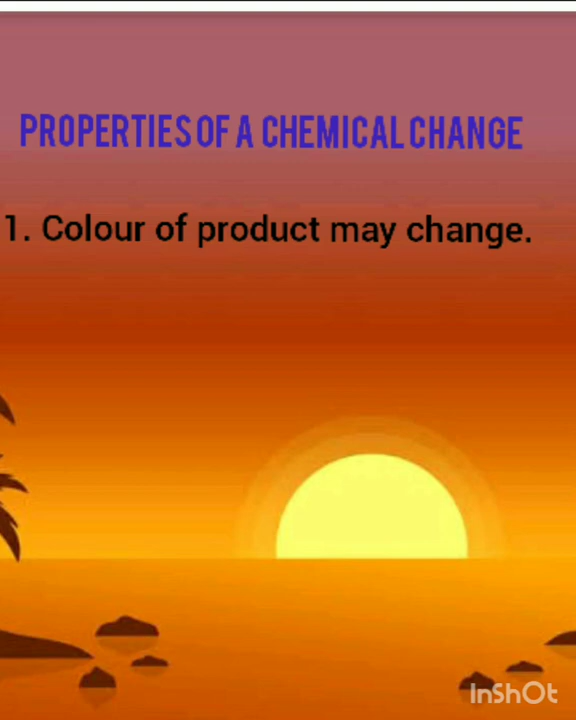 PROPERTIES OF A CHEMICAL CHANGE
1. Colour of product may change.
InShOt